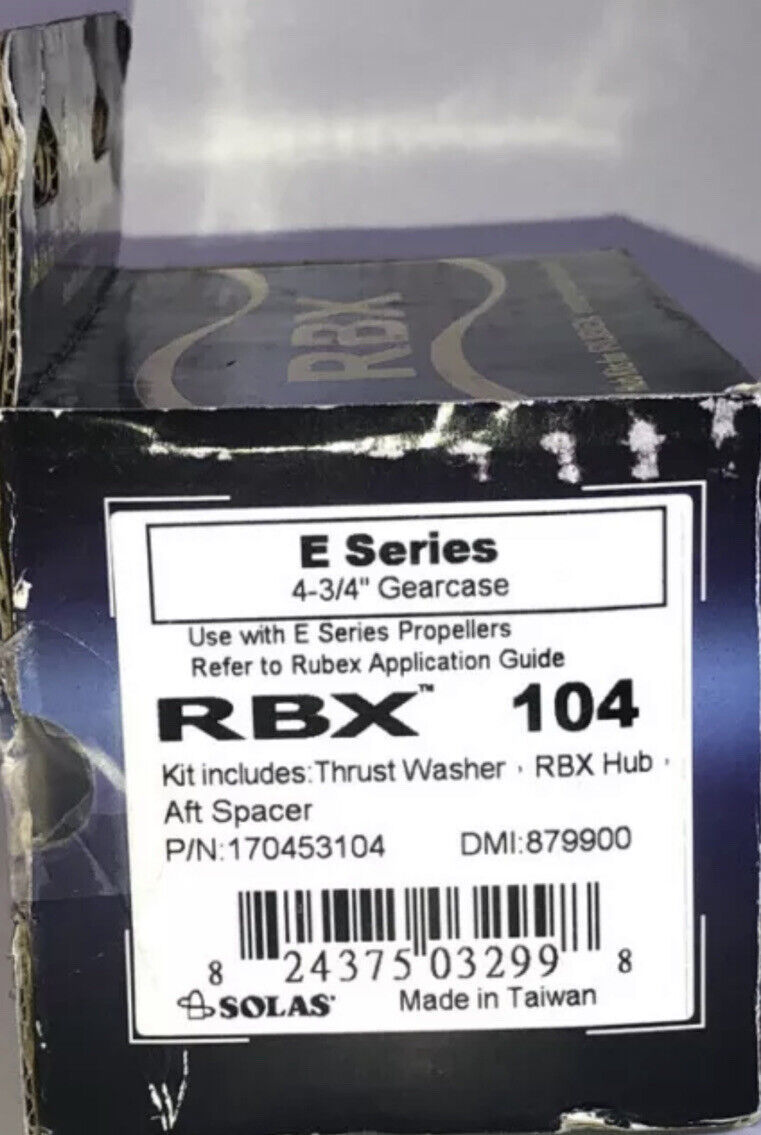 RBX
E Series
4-3/4" Gearcase
Use with E Series Propellers
Refer to Rubex Application Guide
RBX™ 104
Kit includes:Thrust Washer · RBX Hub ·
Aft Spacer
P/N:170453104 DMI:879900
8 24375 03299 8
SOLAS Made in Taiwan